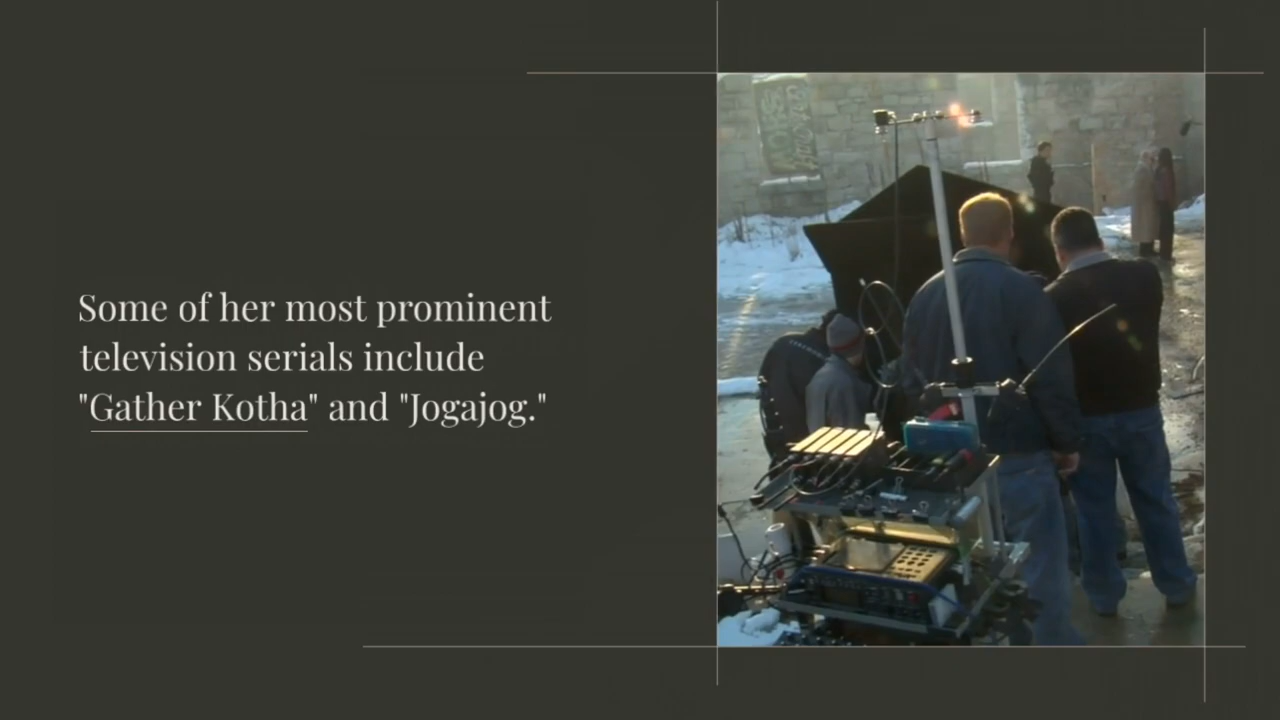 Some of her most prominent
television serials include
"Gather Kotha" and "Jogajog."